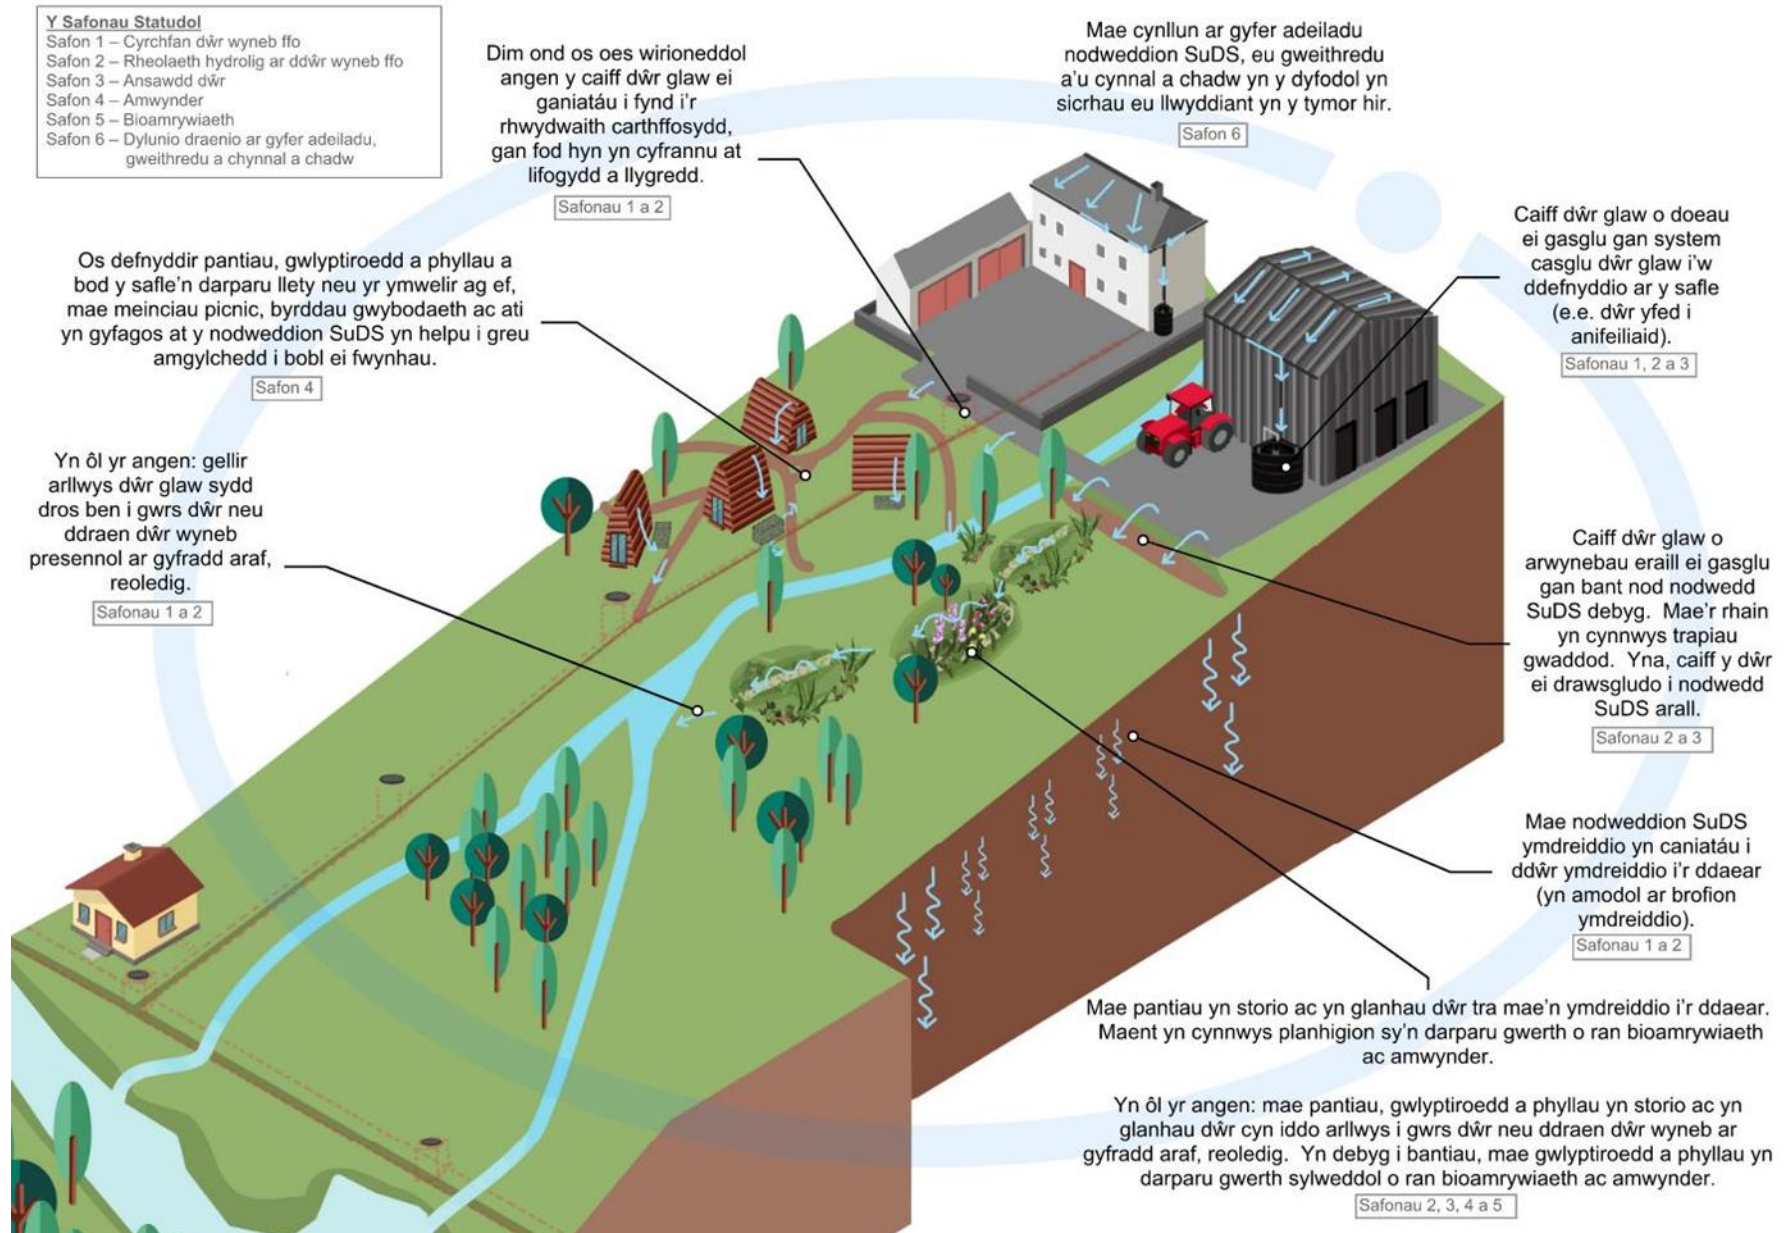 Y Safonau Statudol
Safon 1 – Cyrchfan dŵr wyneb ffo
Safon 2 – Rheolaeth hydrolig ar ddŵr wyneb ffo
Safon 3 – Ansawdd dŵr
Safon 4 – Amwynder
Safon 5 – Bioamrywiaeth
Safon 6 – Dylunio draenio ar gyfer adeiladu,
gweithredu a chynnal a chadw
Dim ond os oes wirioneddol
angen y caiff dŵr glaw ei
ganiatáu i fynd i'r
rhwydwaith carthffosydd,
gan fod hyn yn cyfrannu at
lifogydd a llygredd.
Safonau 1 a 2
Mae cynllun ar gyfer adeiladu
nodweddion SuDS, eu gweithredu
a'u cynnal a chadw yn y dyfodol yn
sicrhau eu llwyddiant yn y tymor hir.
Safon 6
Caiff dŵr glaw o doeau
ei gasglu gan system
casglu dŵr glaw i'w
ddefnyddio ar y safle
(e.e. dŵr yfed i
anifeiliaid).
Safonau 1, 2 a 3
Os defnyddir pantiau, gwlyptiroedd a phyllau a
bod y safle'n darparu llety neu yr ymwelir ag ef,
mae meinciau picnic, byrddau gwybodaeth ac ati
yn gyfagos at y nodweddion SuDS yn helpu i greu
amgylchedd i bobl ei fwynhau.
Safon 4
Yn ôl yr angen: gellir
arllwys dŵr glaw sydd
dros ben i gwrs dŵr neu
ddraen dŵr wyneb
presennol ar gyfradd araf,
reoledig.
Safonau 1 a 2
Caiff dŵr glaw o
arwynebau eraill ei gasglu
gan bant nod nodwedd
SuDS debyg. Mae'r rhain
yn cynnwys trapiau
gwaddod. Yna, caiff y dŵr
ei drawsgludo i nodwedd
SuDS arall.
Safonau 2 a 3
Mae nodweddion SuDS
ymdreiddio yn caniatáu i
ddŵr ymdreiddio i'r ddaear
(yn amodol ar brofion
ymdreiddio).
Safonau 1 a 2
Mae pantiau yn storio ac yn glanhau dŵr tra mae'n ymdreiddio i'r ddaear.
Maent yn cynnwys planhigion sy'n darparu gwerth o ran bioamrywiaeth
ac amwynder.
Yn ôl yr angen: mae pantiau, gwlyptiroedd a phyllau yn storio ac yn
glanhau dŵr cyn iddo arllwys i gwrs dŵr neu ddraen dŵr wyneb ar
gyfradd araf, reoledig. Yn debyg i bantiau, mae gwlyptiroedd a phyllau yn
darparu gwerth sylweddol o ran bioamrywiaeth ac amwynder.
Safonau 2, 3, 4 a 5